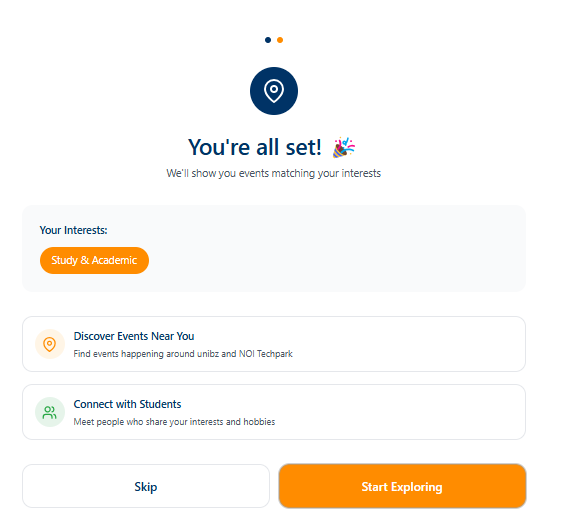 You're all set! 🎉
We'll show you events matching your interests
Your Interests:
Study & Academic
Discover Events Near You
Find events happening around unibz and NOI Techpark
Connect with Students
Meet people who share your interests and hobbies
Skip
Start Exploring